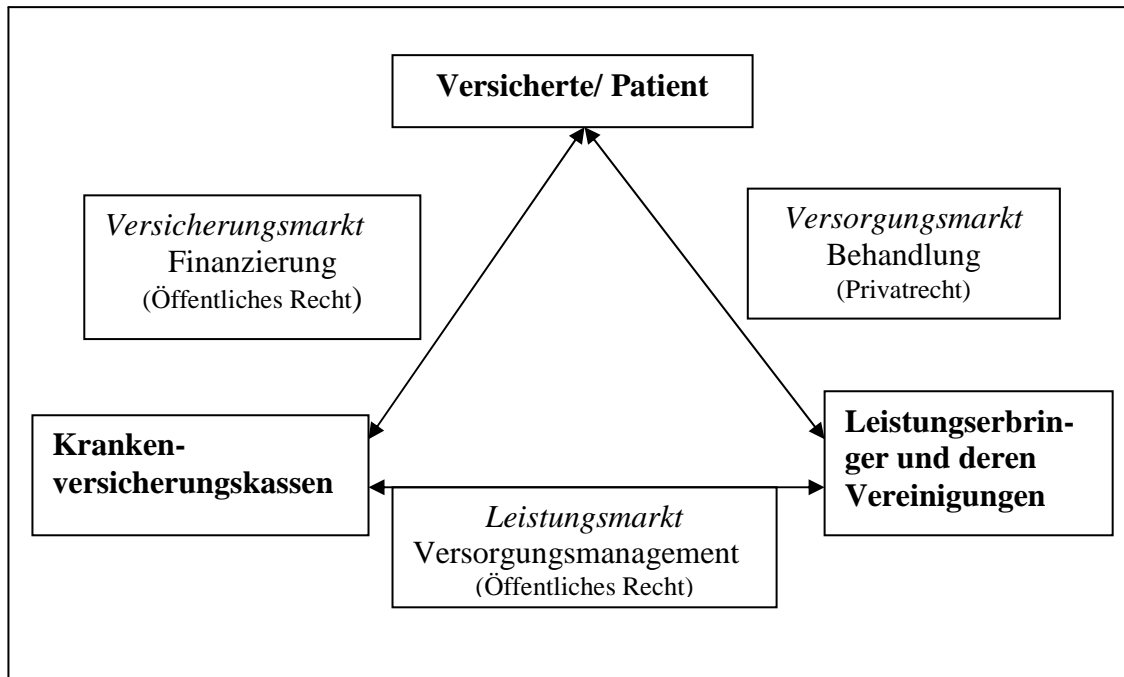 Versicherte/ Patient
Versicherungsmarkt
Finanzierung
(Öffentliches Recht)
Versorgungsmarkt
Behandlung
(Privatrecht)
Kranken-
versicherungskassen
Leistungserbrin-
ger und deren
Vereinigungen
Leistungsmarkt
Versorgungsmanagement
(Öffentliches Recht)